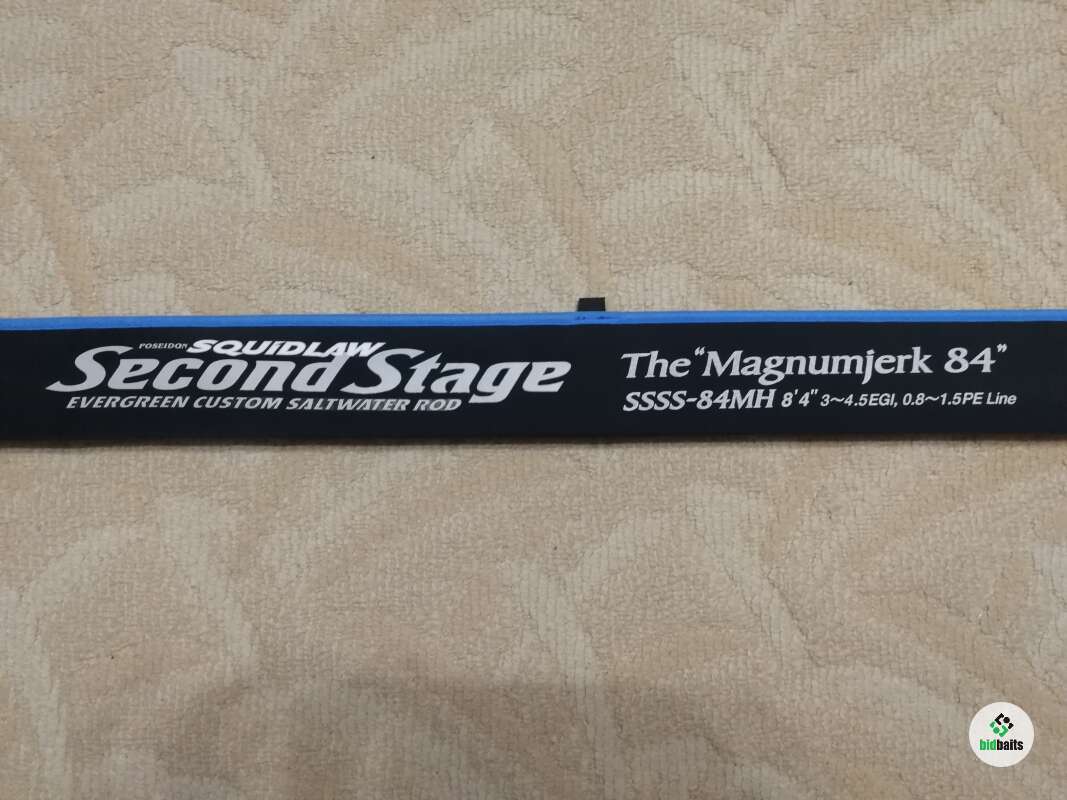 POSEIDON SQUIDLAW
Second Stage
EVERGREEN CUSTOM SALTWATER ROD
The "Magnumjerk 84"
SSSS-84MH 8'4" 3～4.5EGI, 0.8～1.5PE Line
bidbaits